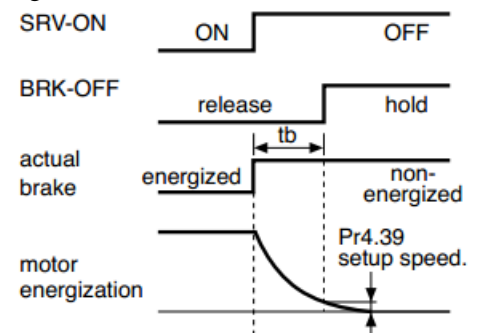 SRV-ON ON OFF
BRK-OFF release hold
tb
actual
brake
energized
non-
energized
Pr4.39
setup speed.
motor
energization